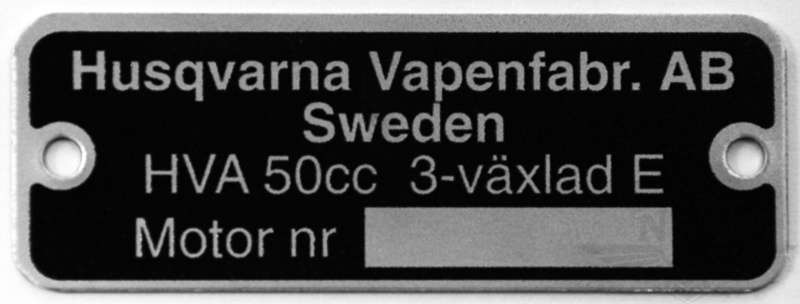 Husqvarna Vapenfabr. AB
Sweden
HVA 50cc 3-växlad E
Motor nr